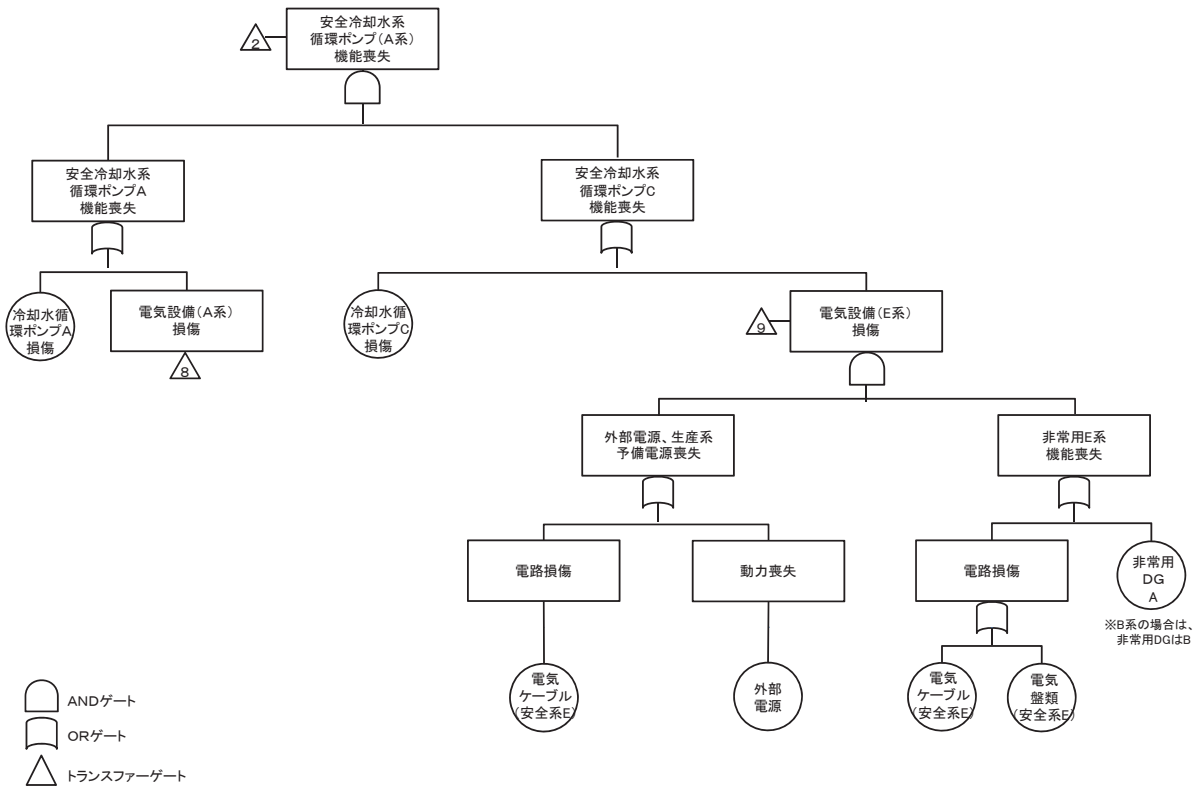 安全冷却水系
循環ポンプ(A系)
機能喪失
2
安全冷却水系
循環ポンプA
機能喪失
安全冷却水系
循環ポンプC
機能喪失
冷却水循
環ポンプA
損傷
電気設備(A系)
損傷
8
冷却水循
環ポンプC
損傷
9
電気設備(E系)
損傷
外部電源、生産系
予備電源喪失
非常用E系
機能喪失
電路損傷
動力喪失
電路損傷
非常用
DG
A
※B系の場合は、
非常用DGはB
電気
ケーブル
(安全系E)
外部
電源
電気
ケーブル
(安全系E)
電気
盤類
(安全系E)
ANDゲート
ORゲート
トランスファーゲート